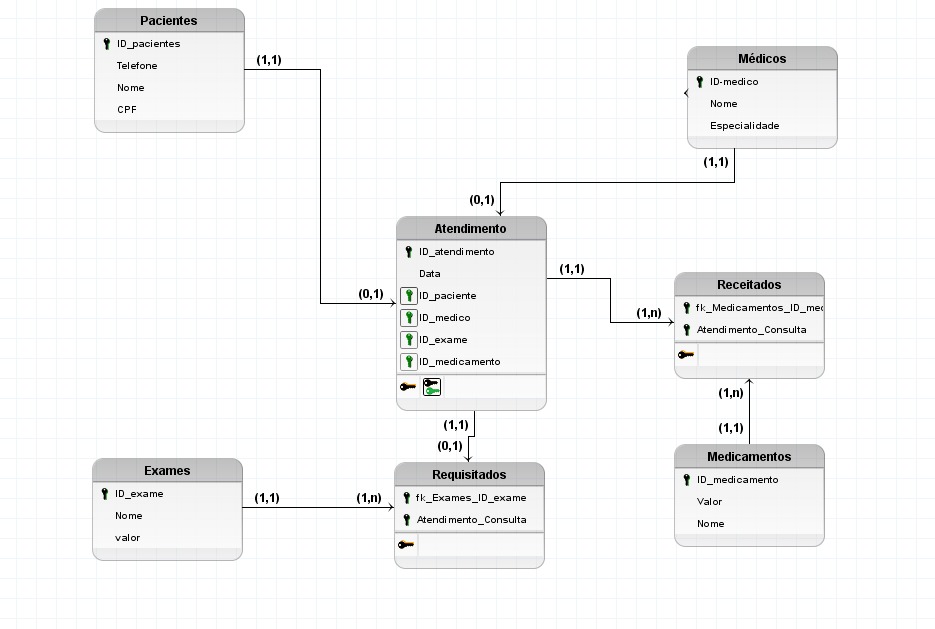 Pacientes
ID_pacientes
Telefone
Nome
CPF
(1,1)
Médicos
ID-medico
Nome
Especialidade
(1,1)
(0,1)
(0,1)
Atendimento
ID_atendimento
Data
ID_paciente
ID_medico
ID_exame
ID_medicamento
(1,1)
(1,n)
Receitados
fk_Medicamentos_ID_med
Atendimento_Consulta
(1,n)
(1,1)
Medicamentos
ID_medicamento
Valor
Nome
(1,1)
(0,1)
Exames
ID_exame
Nome
valor
(1,1)
(1,n)
Requisitados
fk_Exames_ID_exame
Atendimento_Consulta